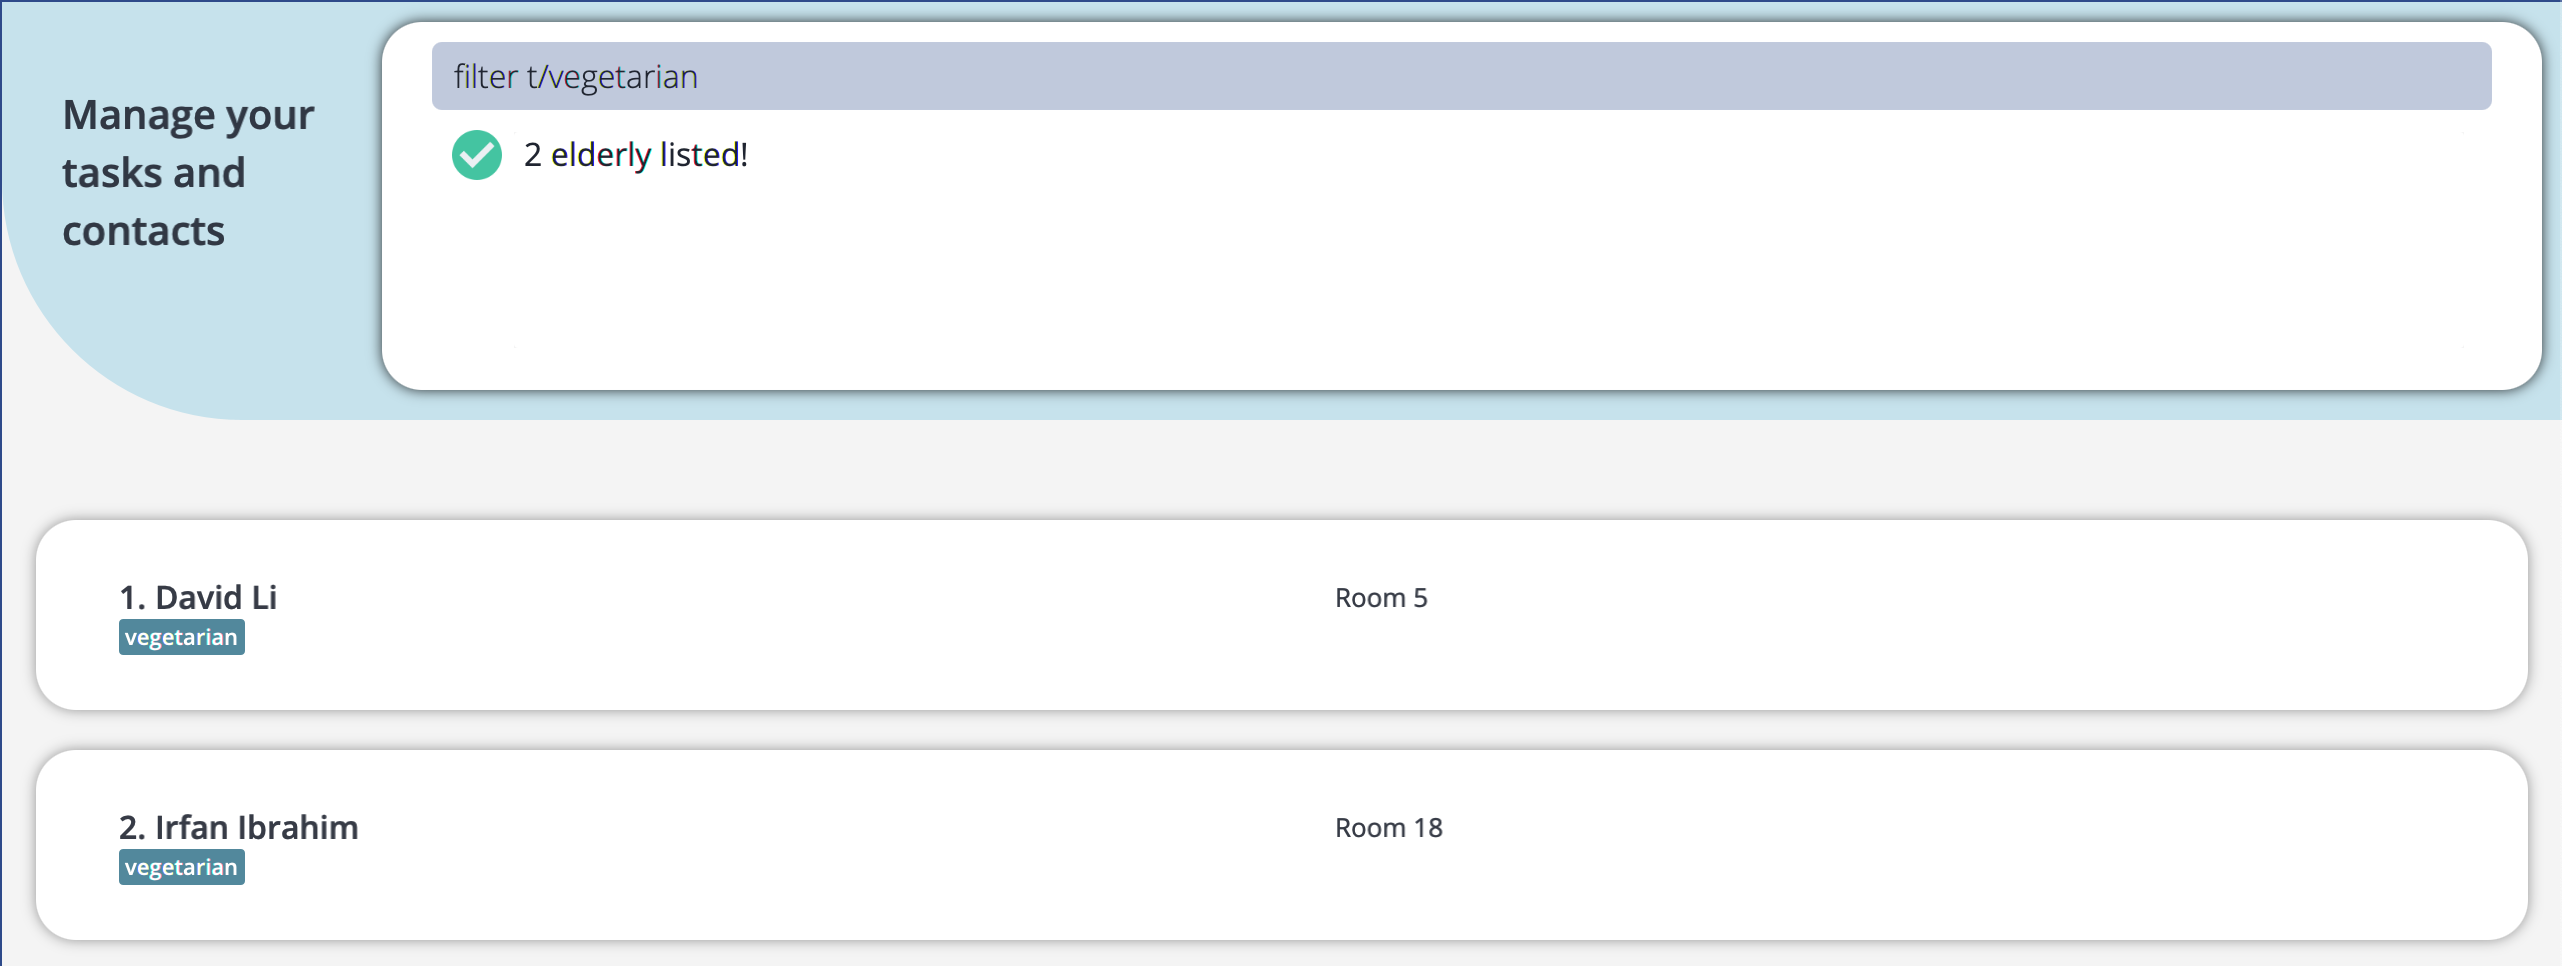 Manage your
tasks and
contacts
filter t/vegetarian
2 elderly listed!
1. David Li
Room 5
vegetarian
2. Irfan Ibrahim
Room 18
vegetarian